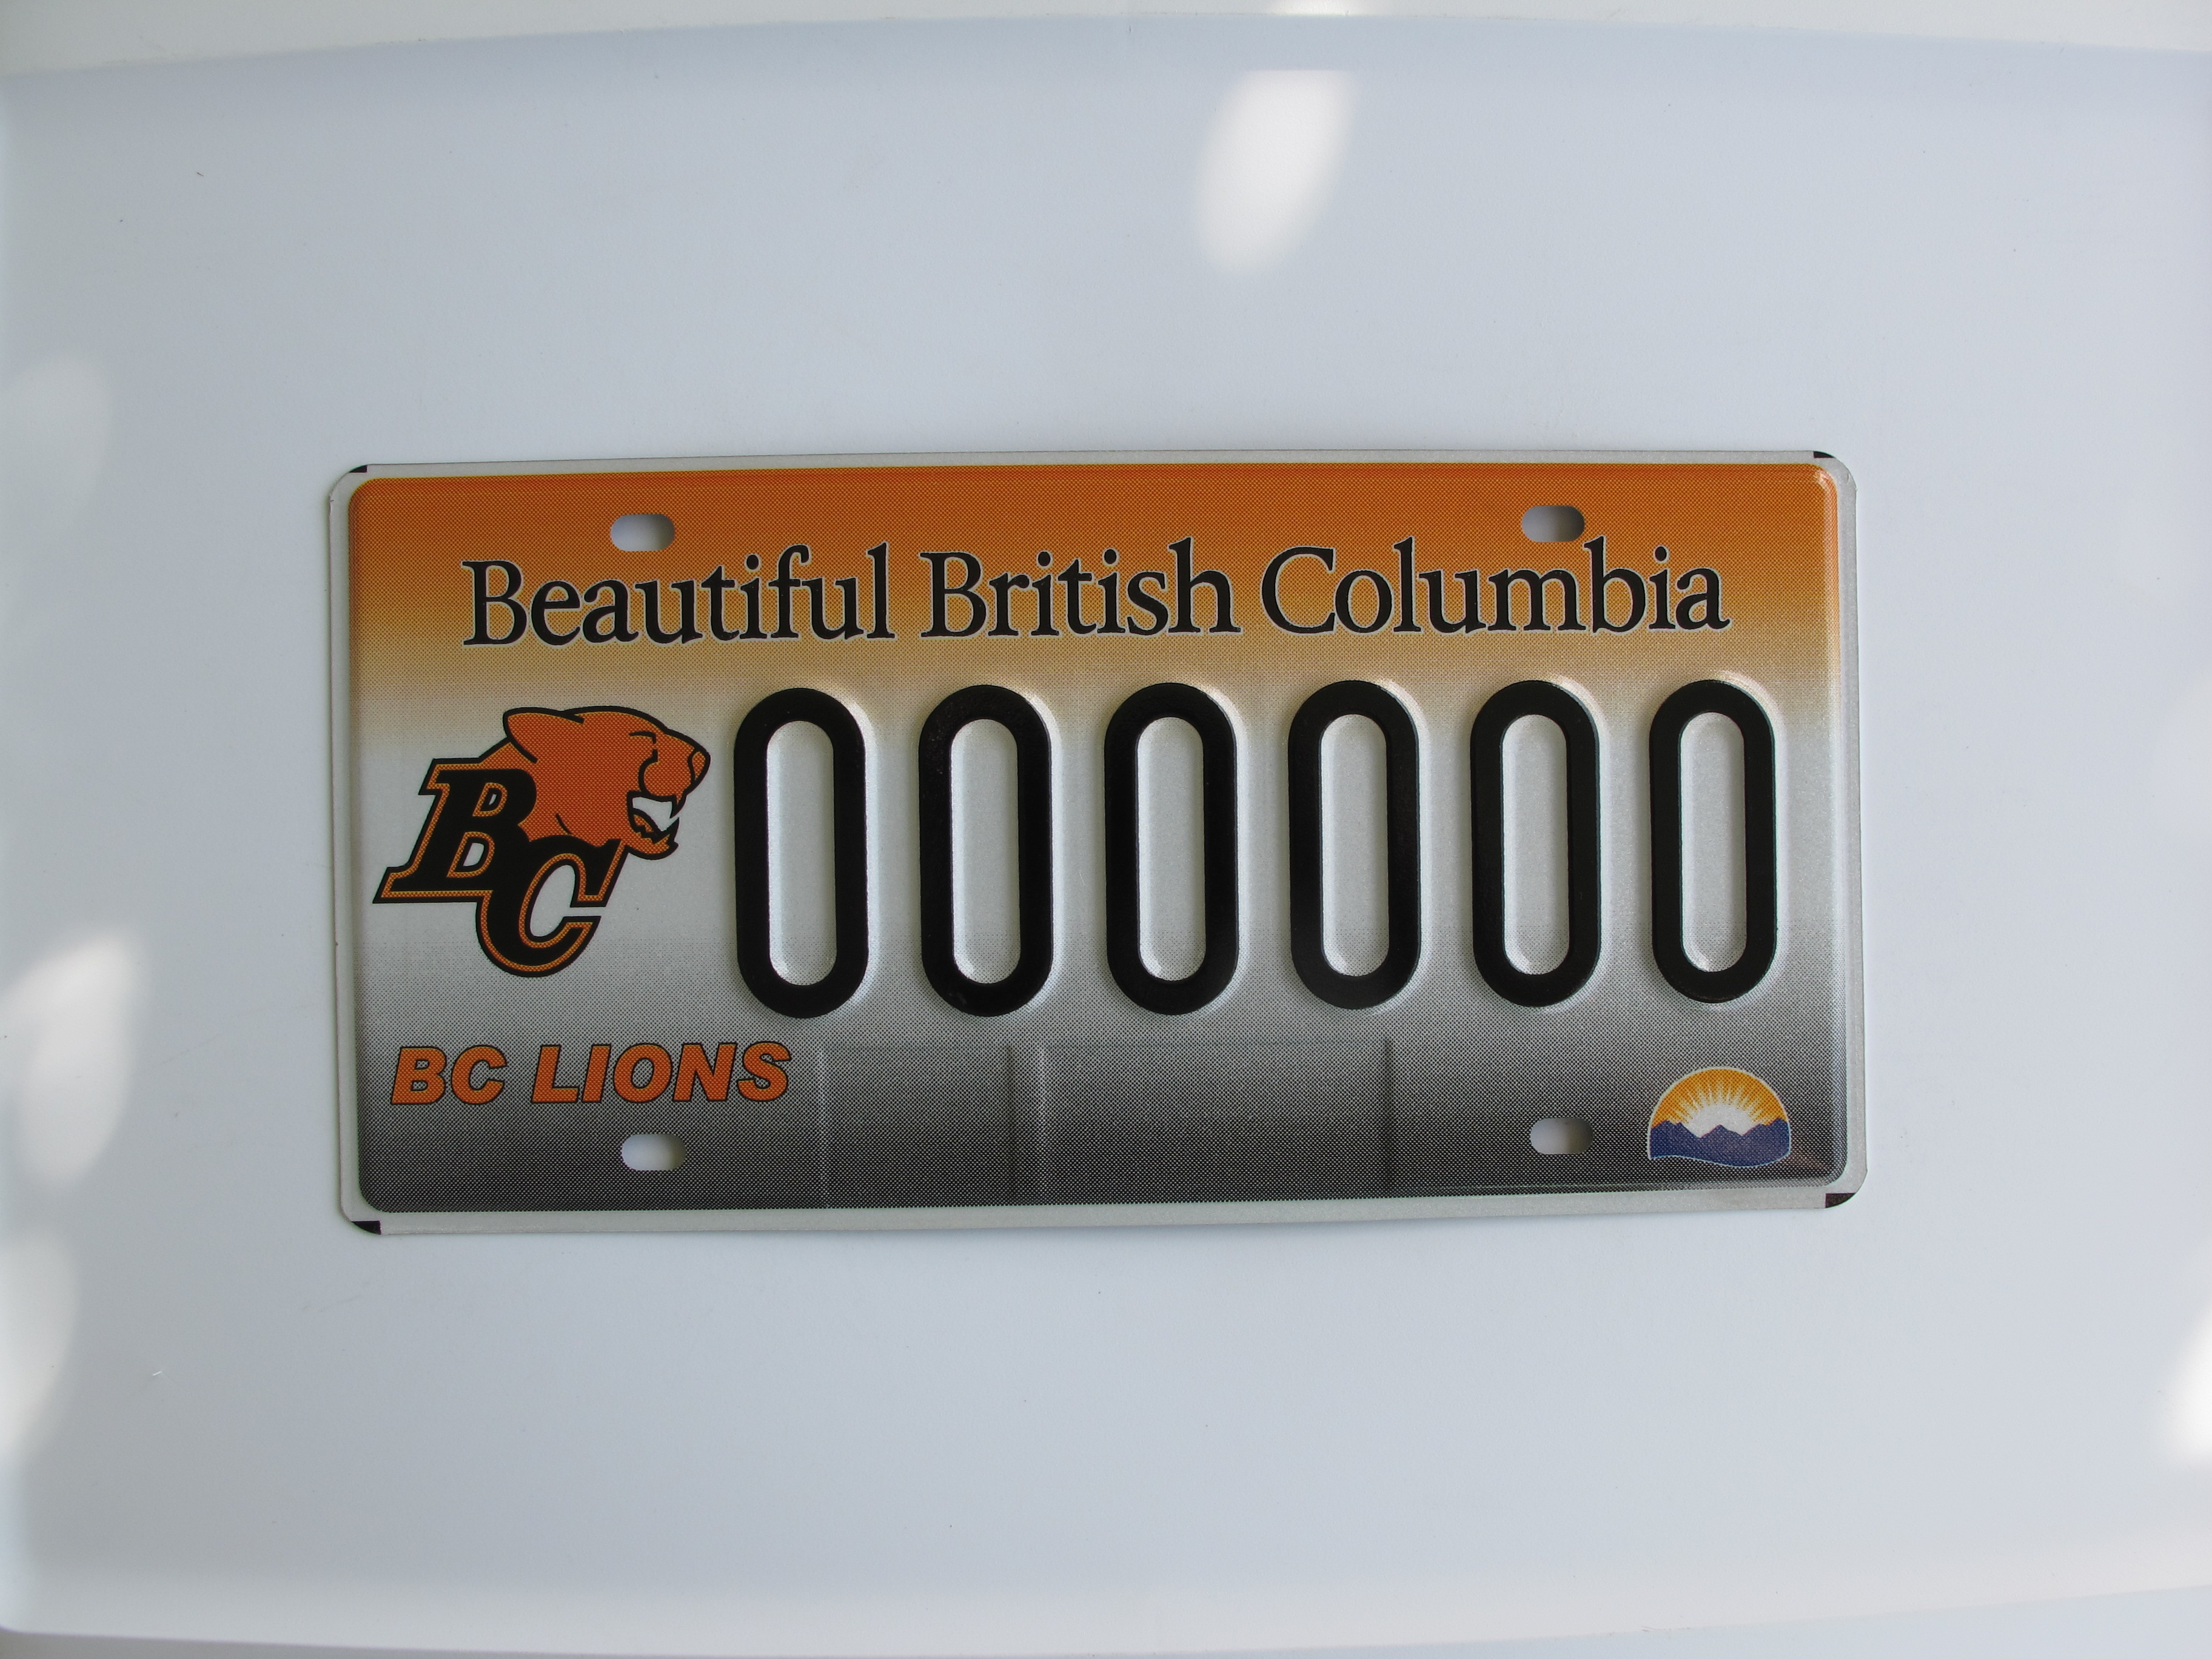 Beautiful British Columbia
BC
000000
BC LIONS